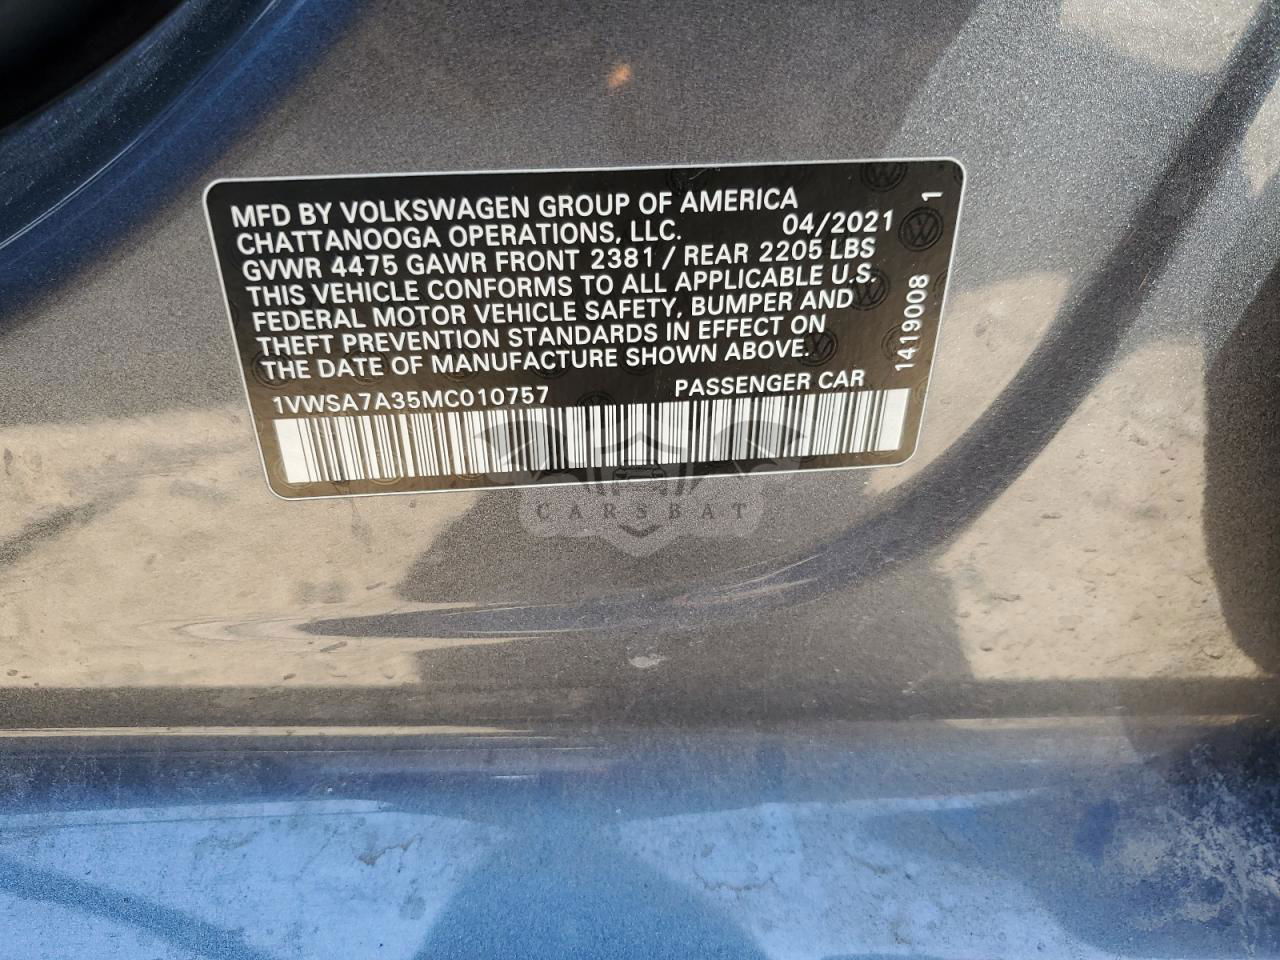 MFD BY VOLKSWAGEN GROUP OF AMERICA
CHATTANOOGA OPERATIONS, LLC. 04/2021
GVWR 4475 GAWR FRONT 2381 / REAR 2205 LBS
THIS VEHICLE CONFORMS TO ALL APPLICABLE U.S.
FEDERAL MOTOR VEHICLE SAFETY, BUMPER AND
THEFT PREVENTION STANDARDS IN EFFECT ON
THE DATE OF MANUFACTURE SHOWN ABOVE.
1VWSA7A35MC010757 PASSENGER CAR
1419008 1
CARSBAT